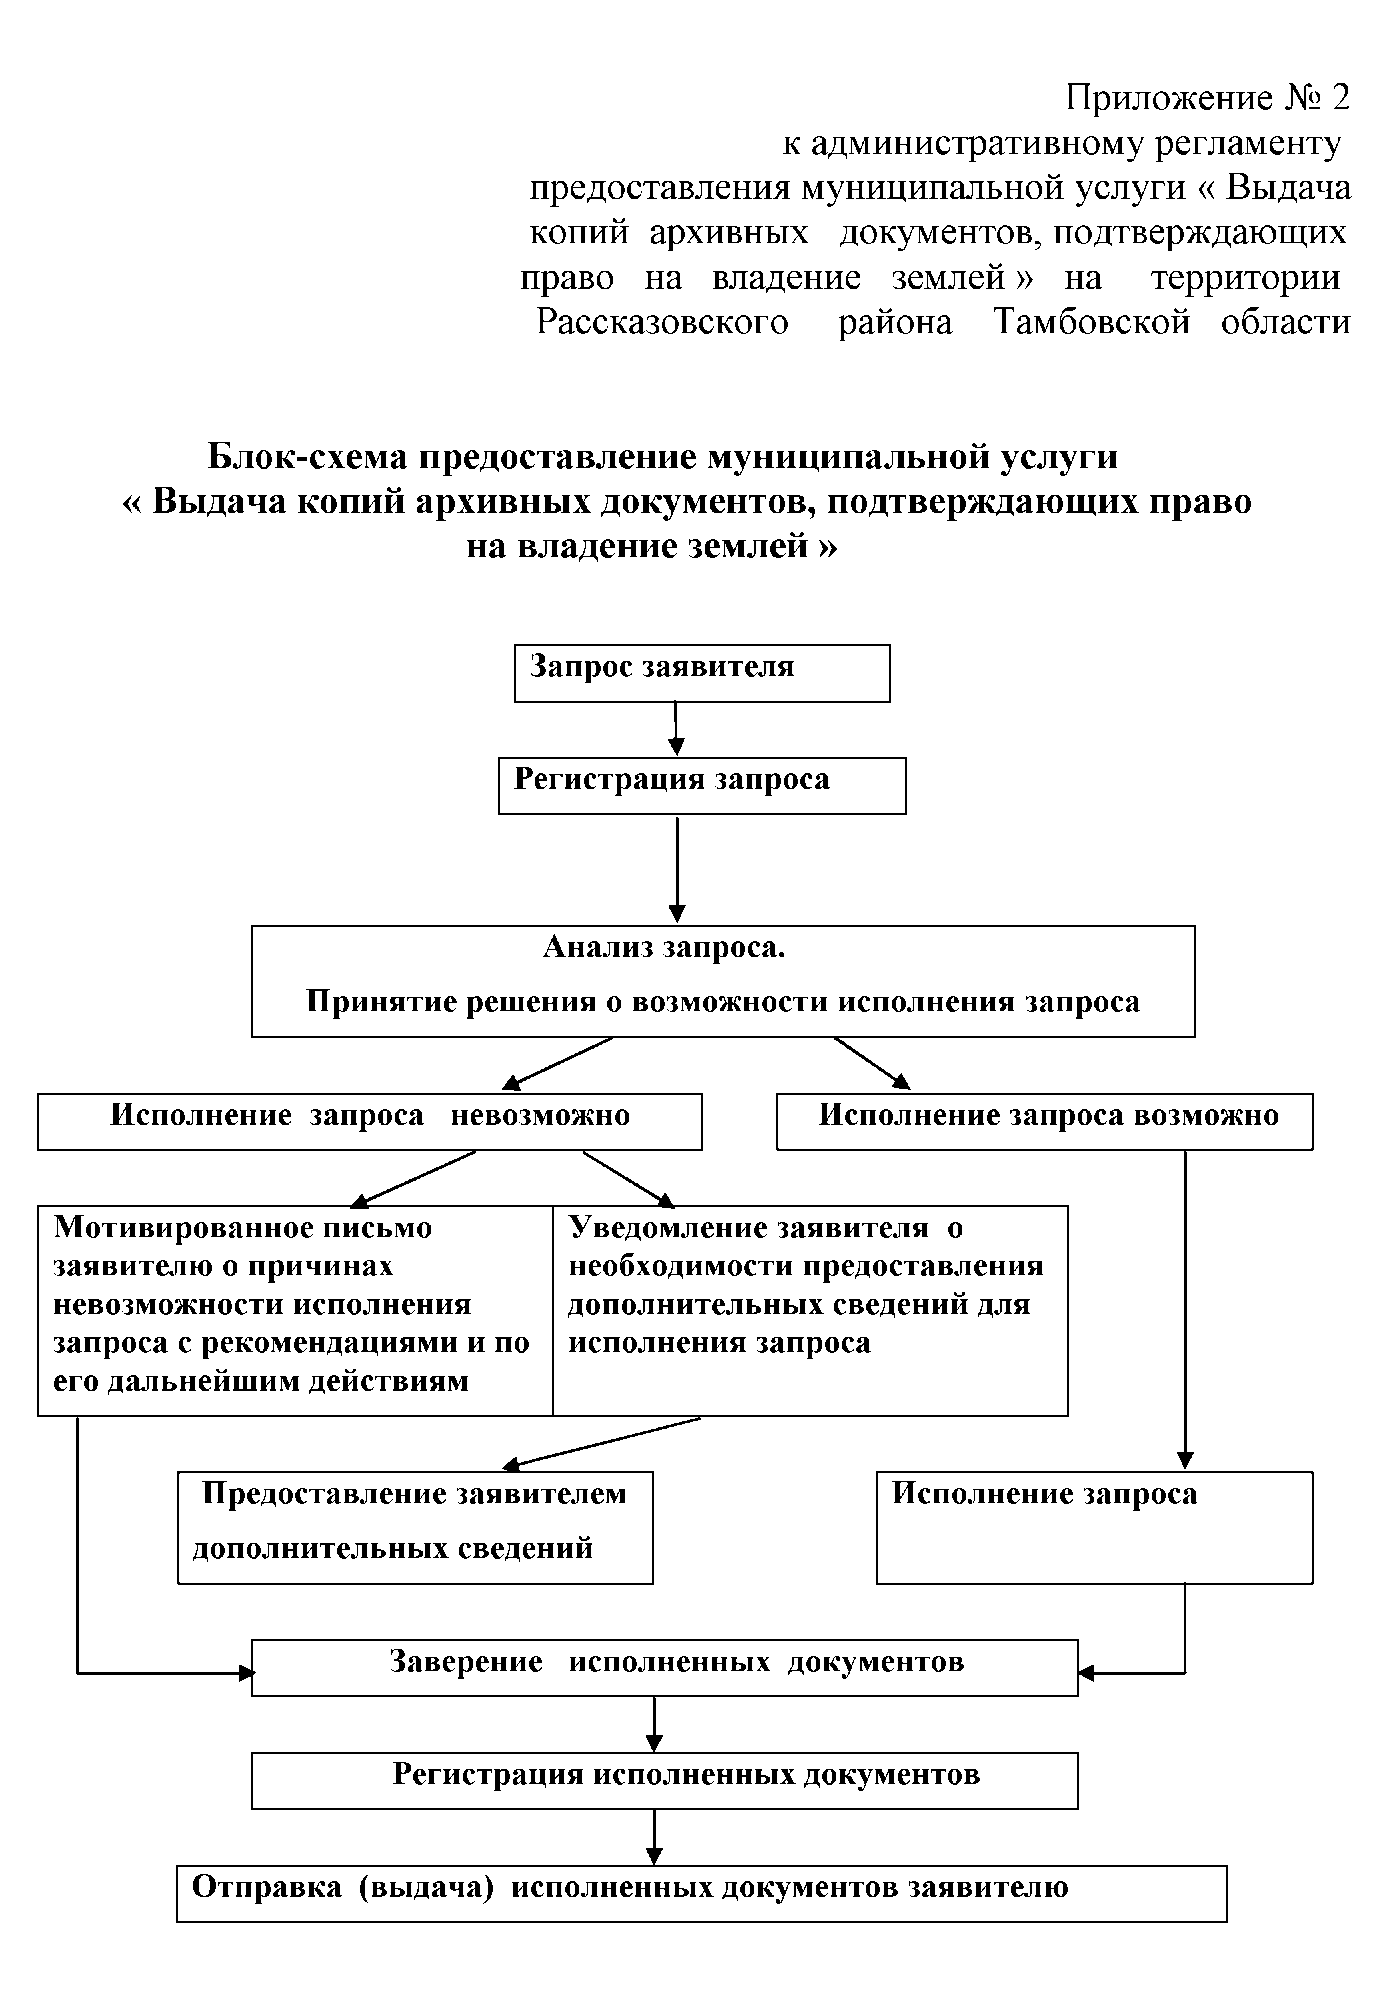 Приложение № 2
к административному регламенту
предоставления муниципальной услуги « Выдача
копий архивных документов, подтверждающих
право на владение землей » на территории
Рассказовского района Тамбовской области
Блок-схема предоставление муниципальной услуги
« Выдача копий архивных документов, подтверждающих право
на владение землей »
Запрос заявителя
Регистрация запроса
Анализ запроса.
Принятие решения о возможности исполнения запроса
Исполнение запроса невозможно
Исполнение запроса возможно
Мотивированное письмо
заявителю о причинах
невозможности исполнения
запроса с рекомендациями и по
его дальнейшим действиям
Уведомление заявителя о
необходимости предоставления
дополнительных сведений для
исполнения запроса
Предоставление заявителем
дополнительных сведений
Исполнение запроса
Заверение исполненных документов
Регистрация исполненных документов
Отправка (выдача) исполненных документов заявителю